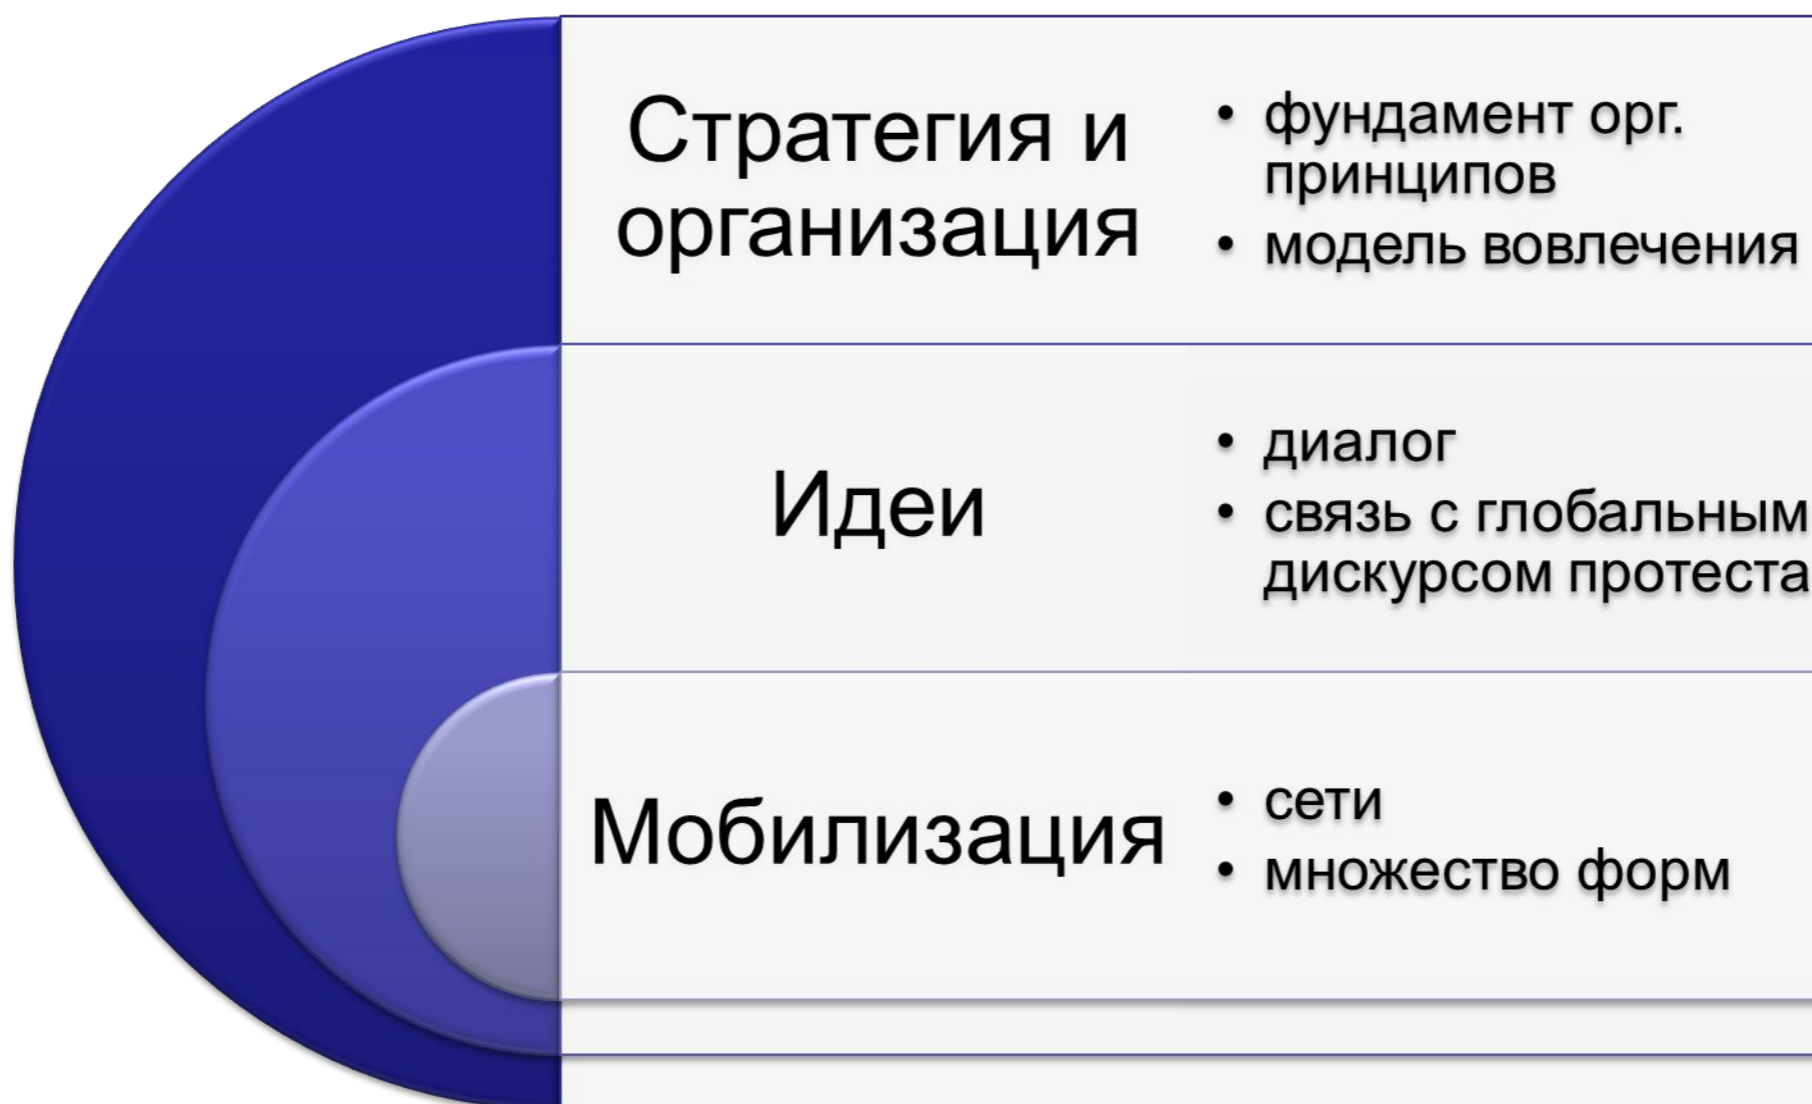 Стратегия и
организация
• фундамент орг.
принципов
• модель вовлечения
Идеи
• диалог
• связь с глобальным
дискурсом протеста
Мобилизация
• сети
• множество форм